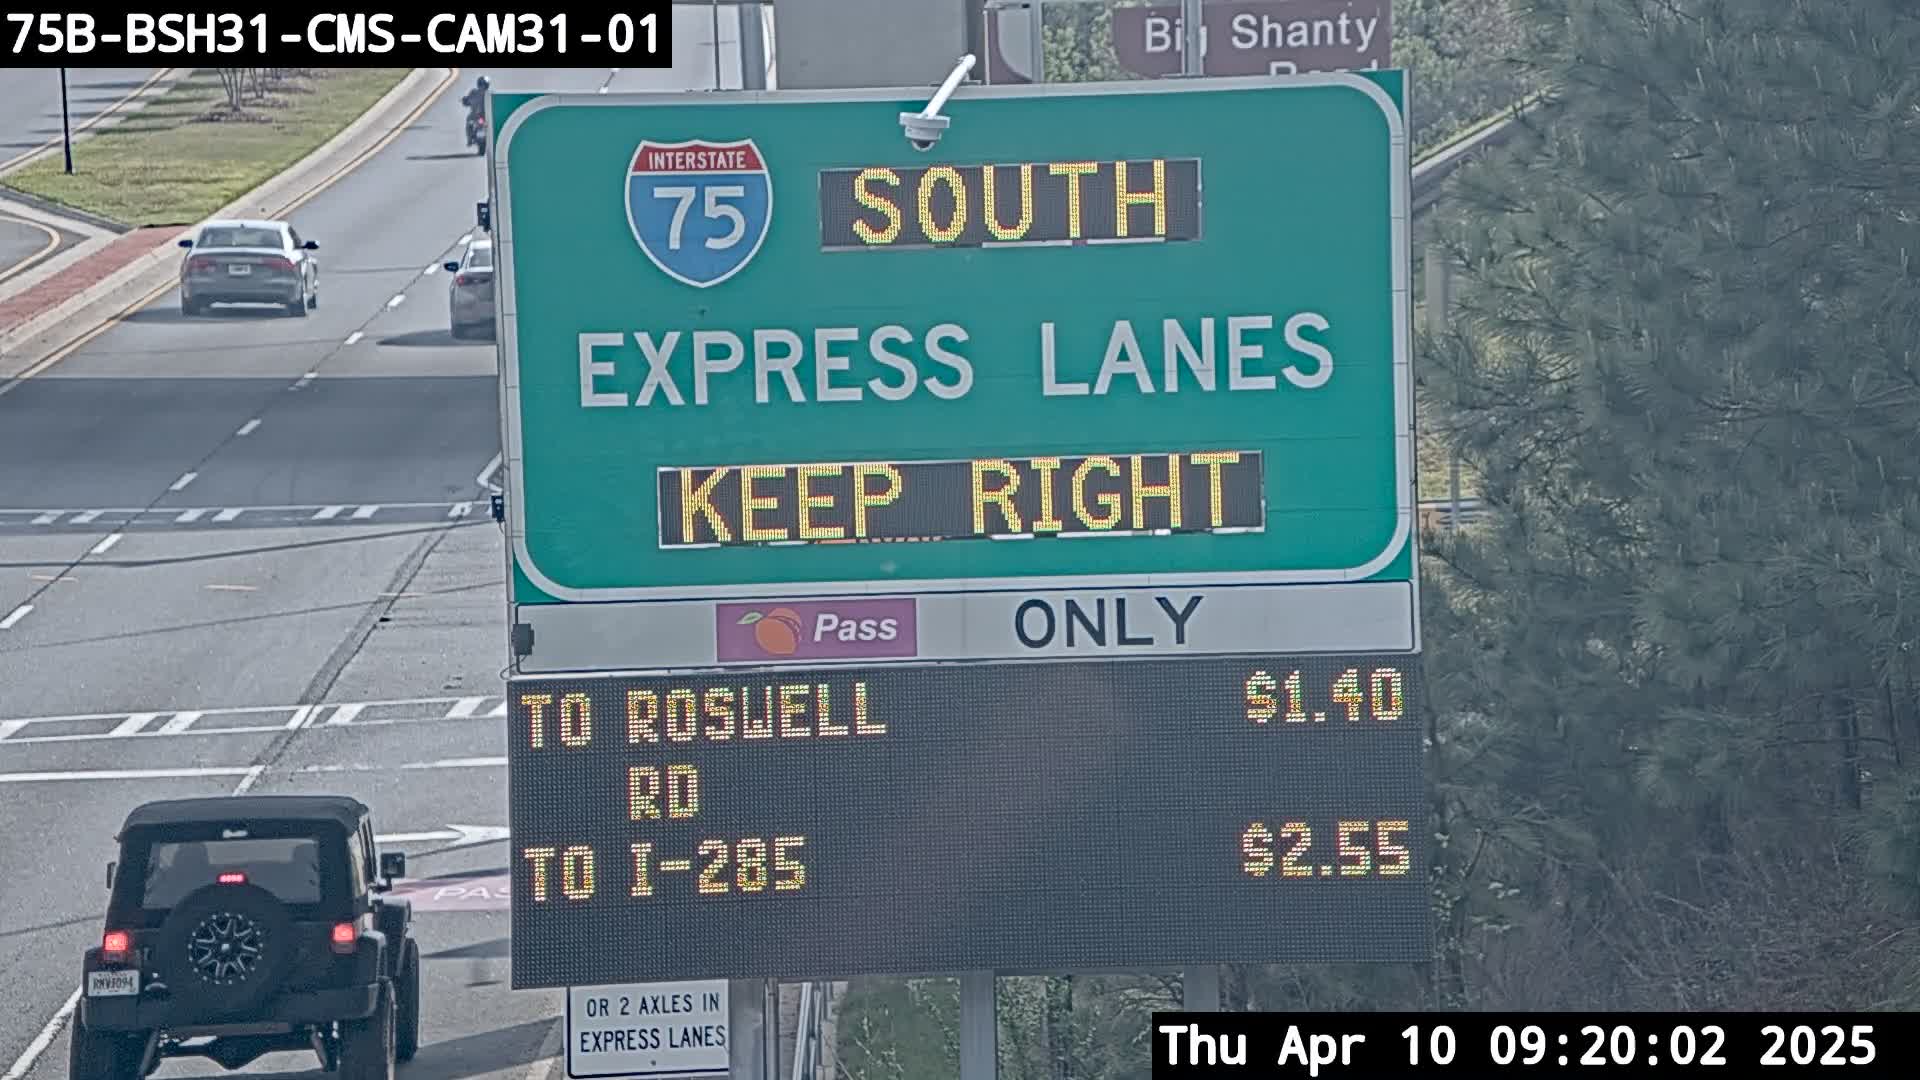 75B-BSH31-CMS-CAM31-01
Big Shanty
Road
INTERSTATE
75
SOUTH
EXPRESS LANES
KEEP RIGHT
Pass ONLY
TO ROSWELL $1.40
RD
TO I-285 $2.55
OR 2 AXLES IN
EXPRESS LANES
PAS
Thu Apr 10 09:20:02 2025